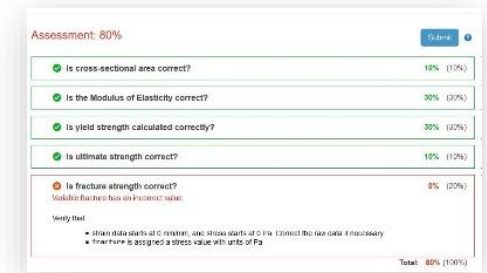 Assessment: 80%
Submit
Is cross-sectional area correct? 10% (10%)
Is the Modulus of Elasticity correct? 30% (30%)
Is yield strength calculated correctly? 30% (30%)
Is ultimate strength correct? 10% (10%)
Is fracture strength correct? 0% (20%)
Variable fracture has an incorrect value.
Verify that
• strain data starts at 0 mm/mm, and stress starts at 0 Pa. Correct the raw data if necessary
• fracture is assigned a stress value with units of Pa
Total: 80% (100%)